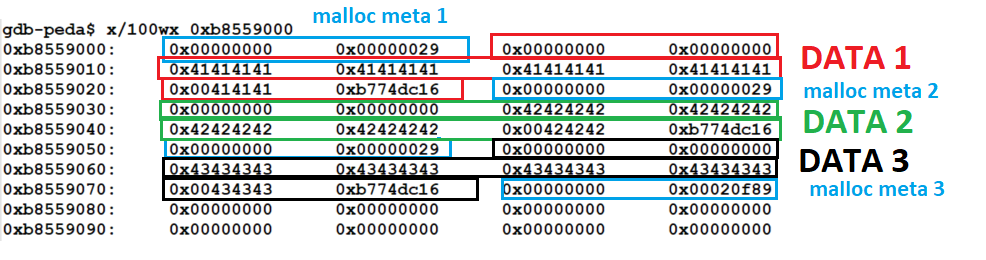 malloc meta 1
gdb-peda$ x/100wx 0xb8559000
0xb8559000: 0x00000000 0x00000029 0x00000000 0x00000000
DATA 1
0xb8559010: 0x41414141 0x41414141 0x41414141 0x41414141
0xb8559020: 0x00414141 0xb774dc16 0x00000000 0x00000029
malloc meta 2
0xb8559030: 0x00000000 0x00000000 0x42424242 0x42424242
DATA 2
0xb8559040: 0x42424242 0x42424242 0x00424242 0xb774dc16
0xb8559050: 0x00000000 0x00000029 0x00000000 0x00000000
DATA 3
0xb8559060: 0x43434343 0x43434343 0x43434343 0x43434343
0xb8559070: 0x00434343 0xb774dc16 0x00000000 0x00020f89
malloc meta 3
0xb8559080: 0x00000000 0x00000000 0x00000000 0x00000000
0xb8559090: 0x00000000 0x00000000 0x00000000 0x00000000